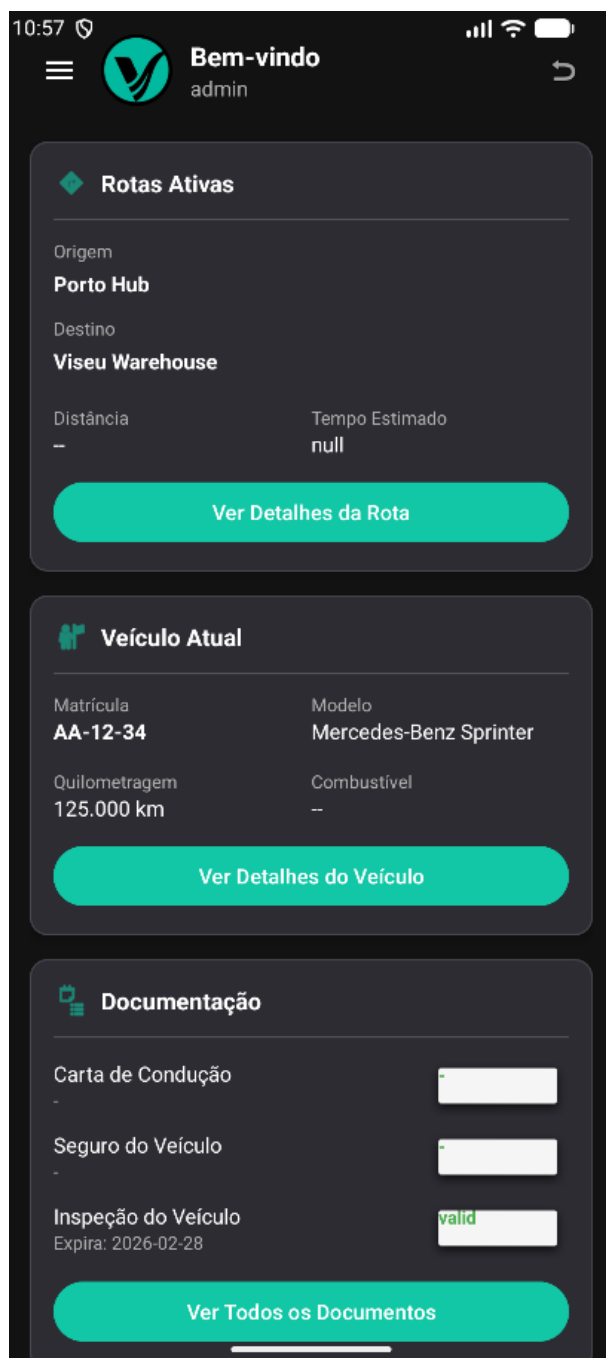 10:57
Bem-vindo
admin
Rotas Ativas
Origem
Porto Hub
Destino
Viseu Warehouse
Distância Tempo Estimado
-- null
Ver Detalhes da Rota
Veículo Atual
Matrícula Modelo
AA-12-34 Mercedes-Benz Sprinter
Quilometragem Combustível
125.000 km --
Ver Detalhes do Veículo
Documentação
Carta de Condução
- -
Seguro do Veículo
- -
Inspeção do Veículo valid
Expira: 2026-02-28
Ver Todos os Documentos